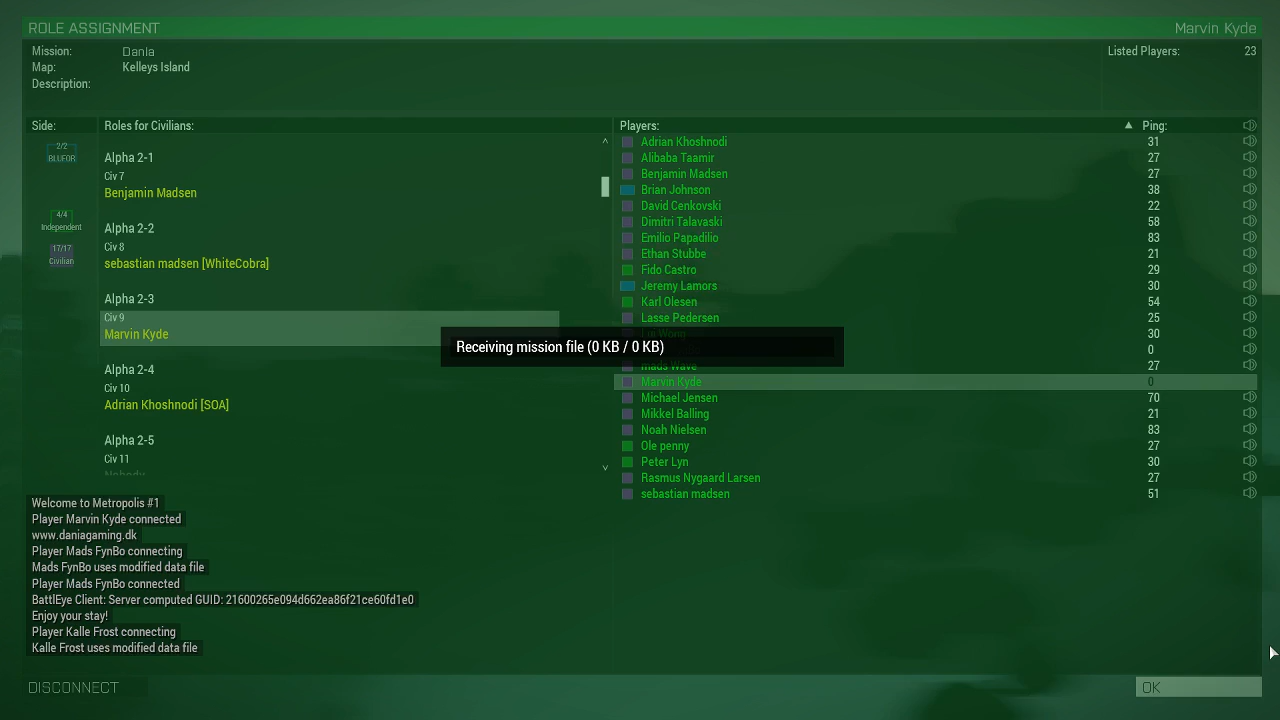 ROLE ASSIGNMENT
Marvin Kyde
Mission: Dania
Map: Kelleys Island
Description:
Listed Players: 23
Side:
2/2
BLUFOR
4/4
Independent
17/17
Civilian
Roles for Civilians:
Alpha 2-1
Civ 7
Benjamin Madsen
Alpha 2-2
Civ 8
sebastian madsen [WhiteCobra]
Alpha 2-3
Civ 9
Marvin Kyde
Alpha 2-4
Civ 10
Adrian Khoshnodi [SOA]
Alpha 2-5
Civ 11
Nobody
Players: Ping:
Adrian Khoshnodi 31
Alibaba Taamir 27
Benjamin Madsen 27
Brian Johnson 38
David Cenkovski 22
Dimitri Talavaski 58
Emilio Papadilio 83
Ethan Stubbe 21
Fido Castro 29
Jeremy Lamors 30
Karl Olesen 54
Lasse Pedersen 25
Wong 30
0
mads Wave 27
Marvin Kyde 0
Michael Jensen 70
Mikkel Balling 21
Noah Nielsen 83
Ole penny 27
Peter Lyn 30
Rasmus Nygaard Larsen 27
sebastian madsen 51
Receiving mission file (0 KB / 0 KB)
Welcome to Metropolis #1
Player Marvin Kyde connected
www.daniagaming.dk
Player Mads FynBo connecting
Mads FynBo uses modified data file
Player Mads FynBo connected
BattlEye Client: Server computed GUID: 21600265e094d662ea86f21ce60fd1e0
Enjoy your stay!
Player Kalle Frost connecting
Kalle Frost uses modified data file
DISCONNECT
OK